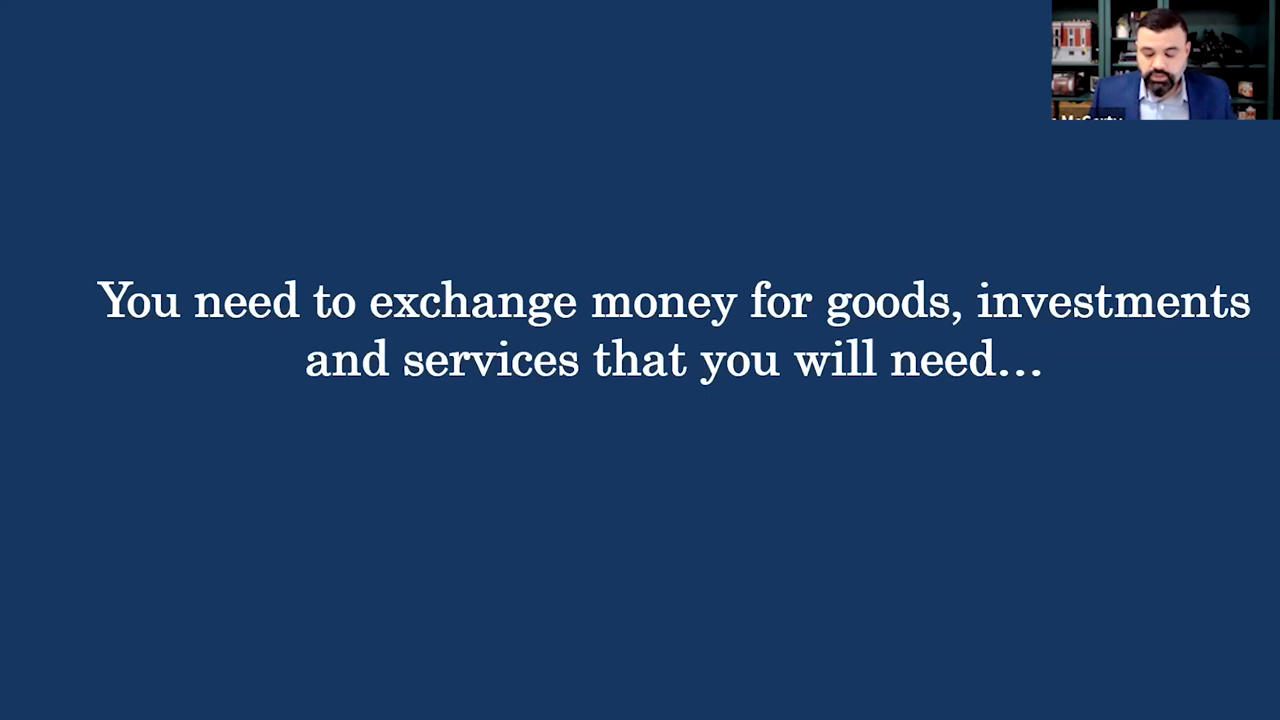 You need to exchange money for goods, investments
and services that you will need...